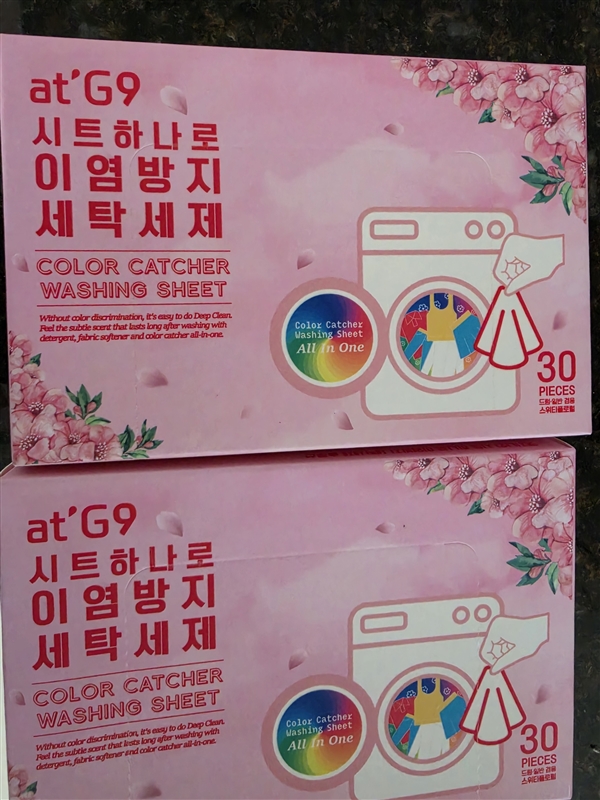 at'G9
시트하나로
이염방지
세탁세제
COLOR CATCHER
WASHING SHEET
Without color discrimination, it's easy to do Deep Clean.
Feel the subtle scent that lasts long after washing with
detergent, fabric softener and color catcher all-in-one.
Color Catcher
Washing Sheet
All In One
30
PIECES
드럼·일반 겸용
스위티플로럴
at'G9
시트하나로
이염방지
세탁세제
COLOR CATCHER
WASHING SHEET
Without color discrimination, it's easy to do Deep Clean.
Feel the subtle scent that lasts long after washing with
detergent, fabric softener and color catcher all-in-one.
Color Catcher
Washing Sheet
All In One
30
PIECES
드럼·일반 겸용
스위티플로럴